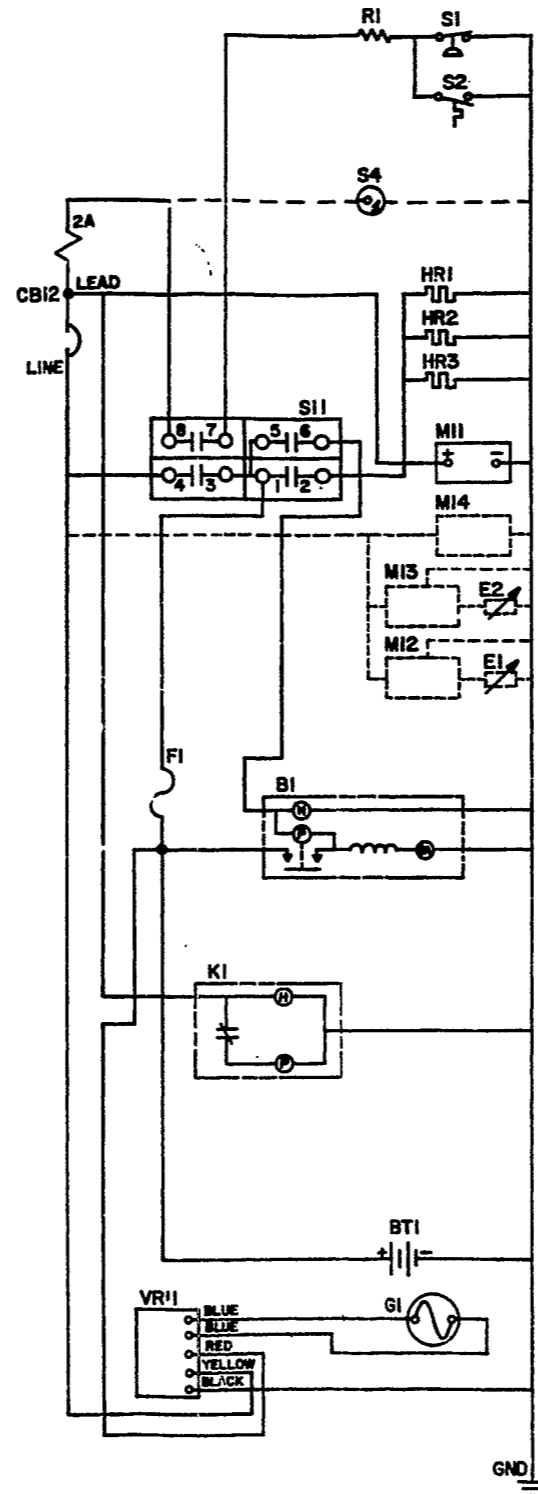 R1
S1
S2
S4
2A
CB12
LEAD
LINE
HR1
HR2
HR3
S11
8
7
5
6
4
3
1
2
M11
+
-
M14
M13
E2
M12
E1
F1
B1
H
P
M
K1
H
P
BT1
+
-
VR11
G1
BLUE
BLUE
RED
YELLOW
BLACK
GND